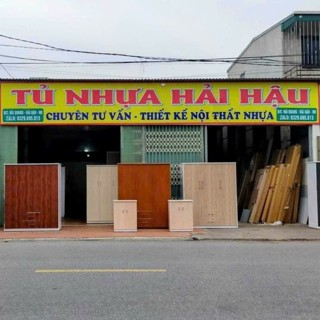 TỦ NHỰA HẢI HẬU
CHUYÊN TƯ VẤN - THIẾT KẾ NỘI THẤT NHỰA